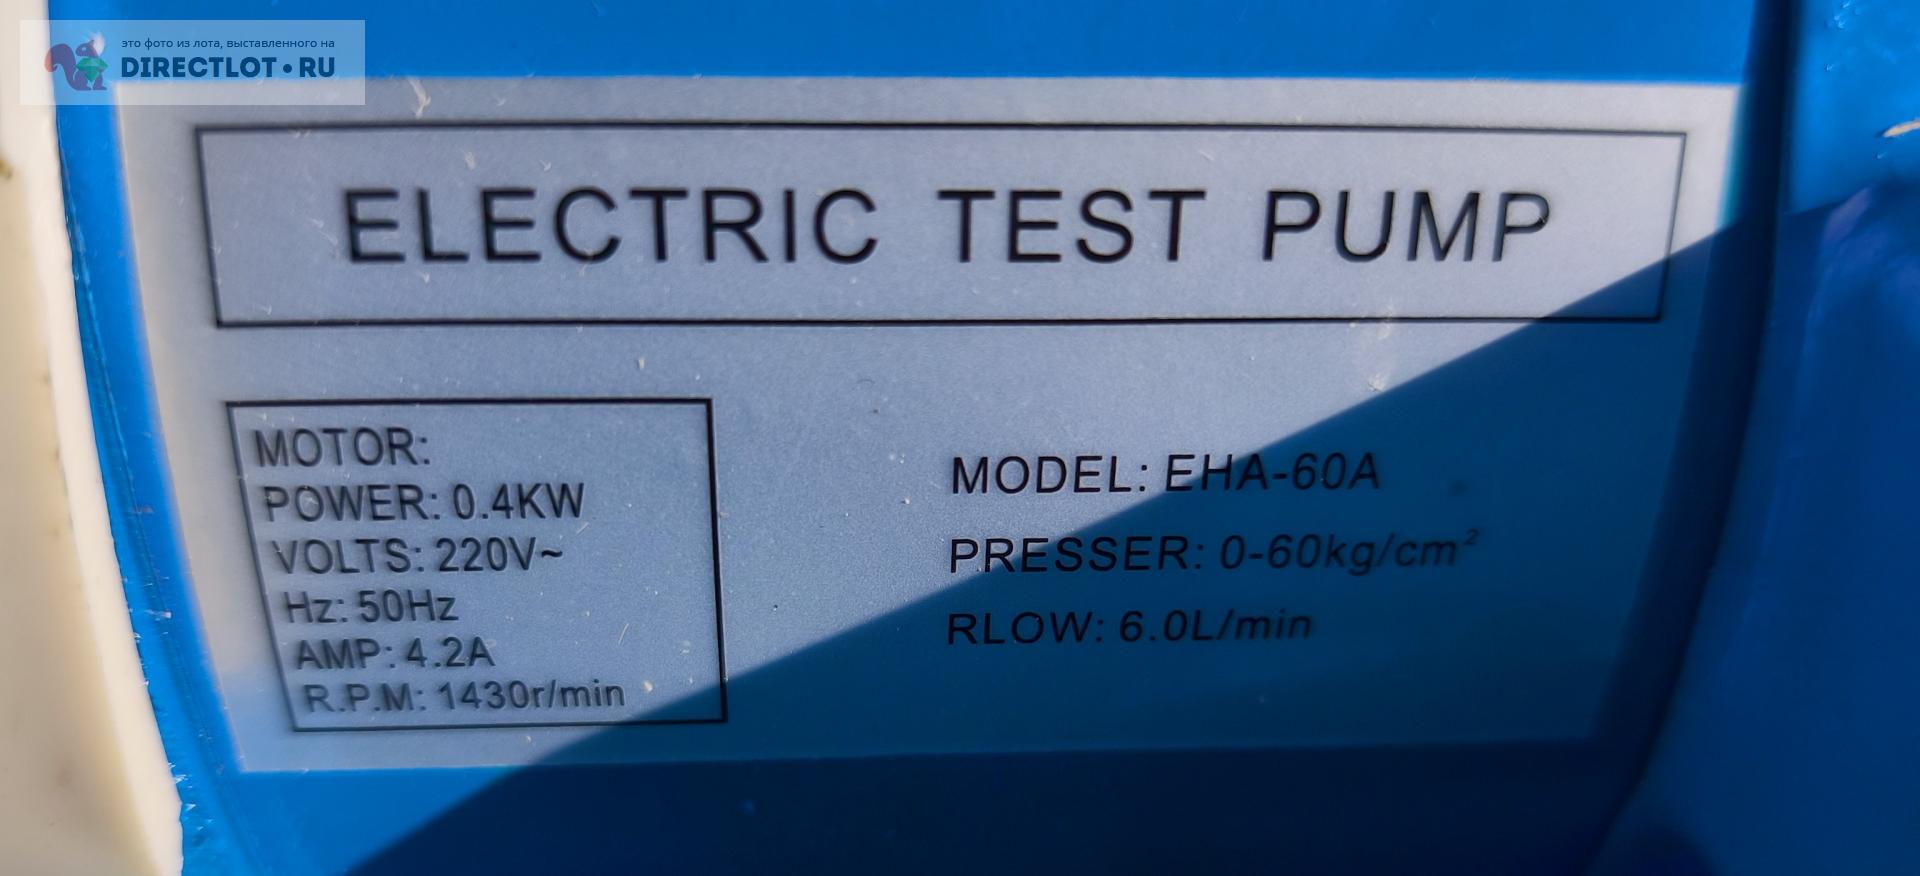 это фото из лота, выставленного на
DIRECTLOT•RU
ELECTRIC TEST PUMP
MOTOR:
POWER: 0.4KW
VOLTS: 220V~
Hz: 50Hz
AMP: 4.2A
R.P.M: 1430r/min
MODEL: EHA-60A
PRESSER: 0-60kg/cm²
RLOW: 6.0L/min